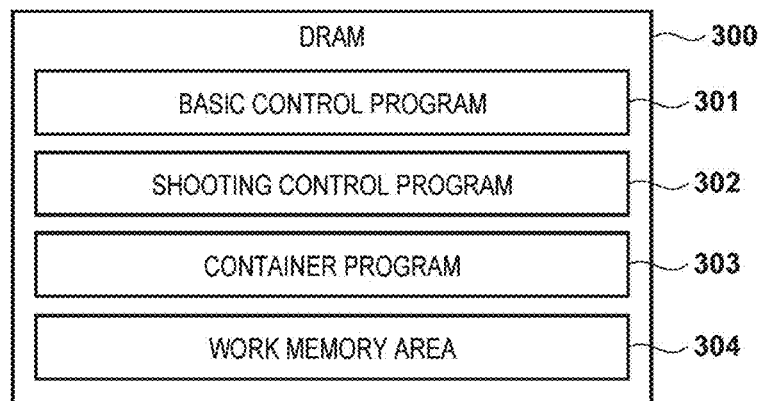 DRAM 300
BASIC CONTROL PROGRAM 301
SHOOTING CONTROL PROGRAM 302
CONTAINER PROGRAM 303
WORK MEMORY AREA 304